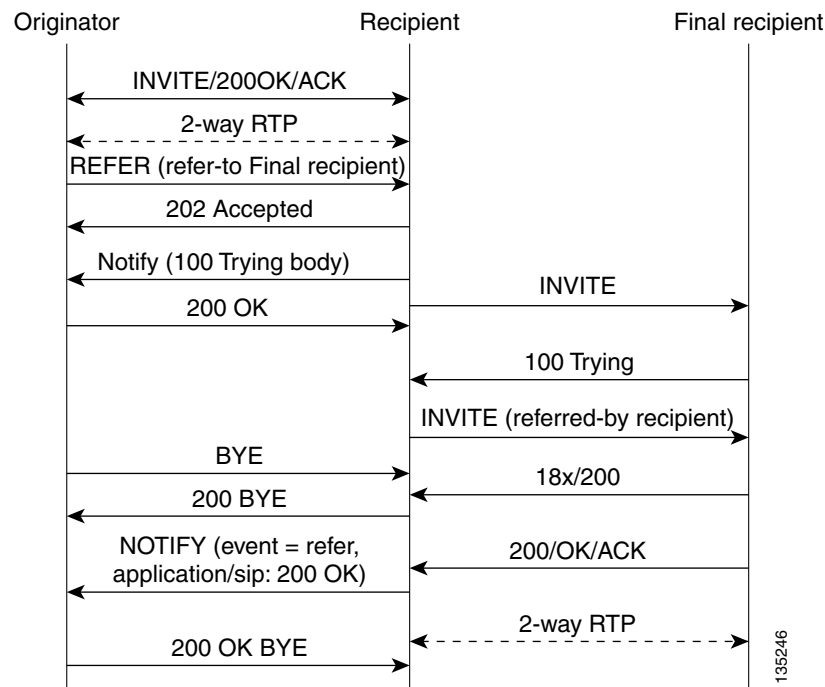 Originator
Recipient
Final recipient
INVITE/200OK/ACK
2-way RTP
REFER (refer-to Final recipient)
202 Accepted
Notify (100 Trying body)
INVITE
200 OK
100 Trying
INVITE (referred-by recipient)
BYE
18x/200
200 BYE
NOTIFY (event = refer,
application/sip: 200 OK)
200/OK/ACK
2-way RTP
200 OK BYE
135246